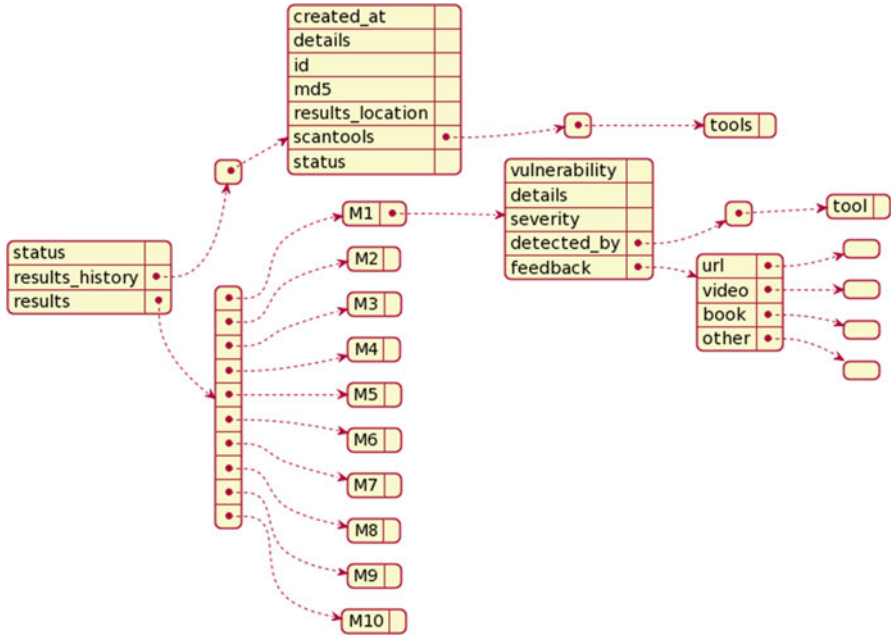 created_at
details
id
md5
results_location
scantools
status
tools
status
results_history
results
M1
M2
M3
M4
M5
M6
M7
M8
M9
M10
vulnerability
details
severity
detected_by
feedback
tool
url
video
book
other